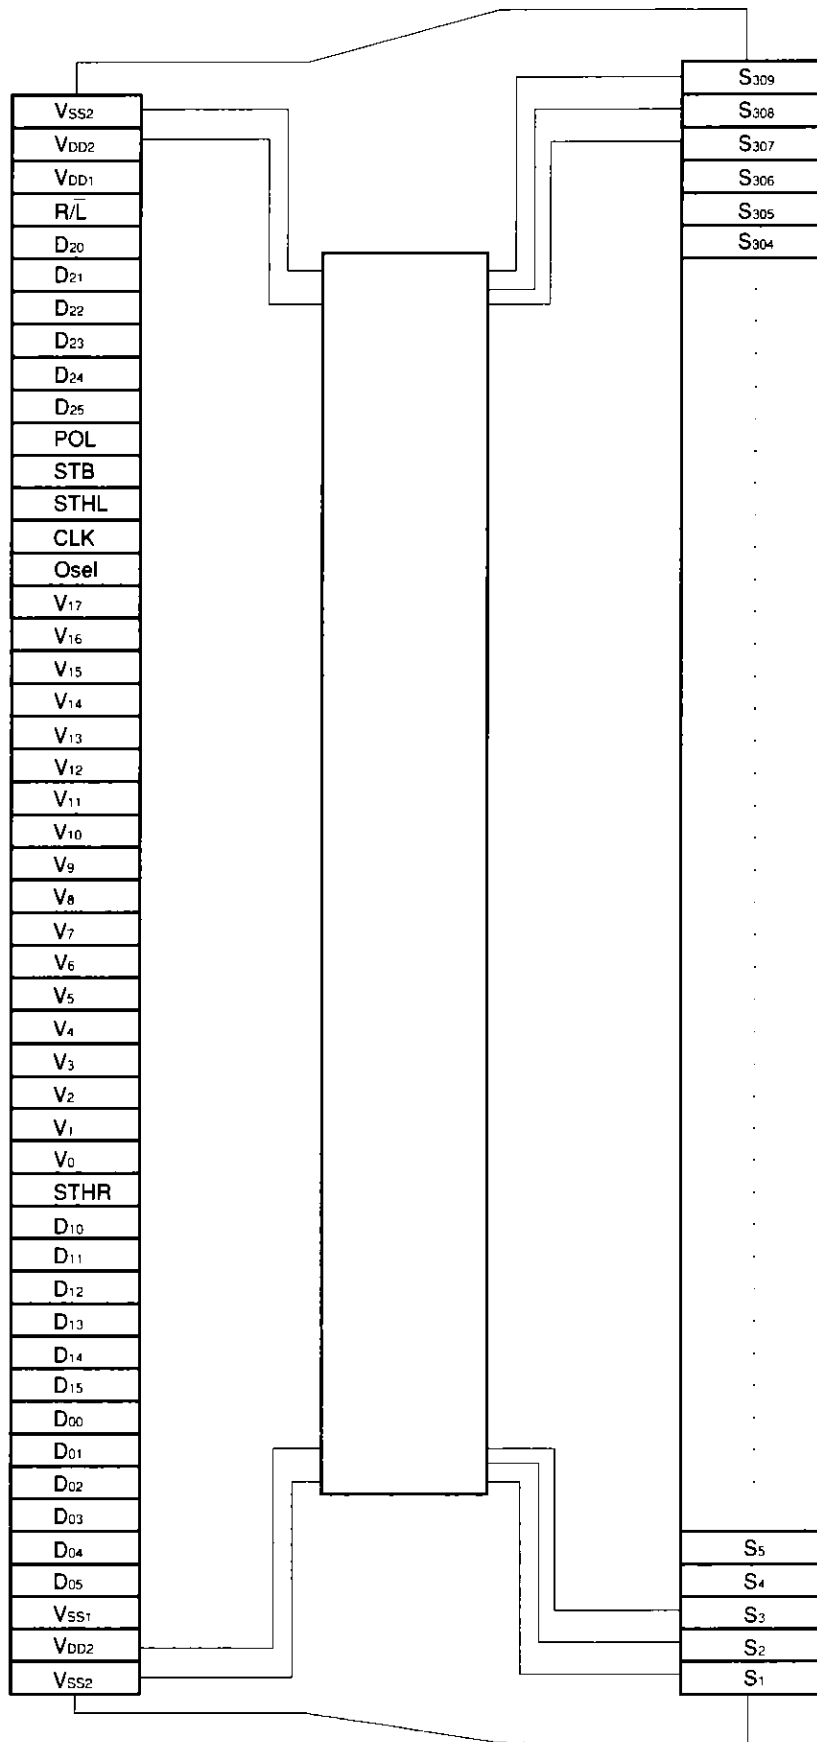 VSS2
VDD2
VDD1
R/L̅
D20
D21
D22
D23
D24
D25
POL
STB
STHL
CLK
Osel
V17
V16
V15
V14
V13
V12
V11
V10
V9
V8
V7
V6
V5
V4
V3
V2
V1
V0
STHR
D10
D11
D12
D13
D14
D15
D00
D01
D02
D03
D04
D05
VSS1
VDD2
VSS2
S309
S308
S307
S306
S305
S304
S5
S4
S3
S2
S1